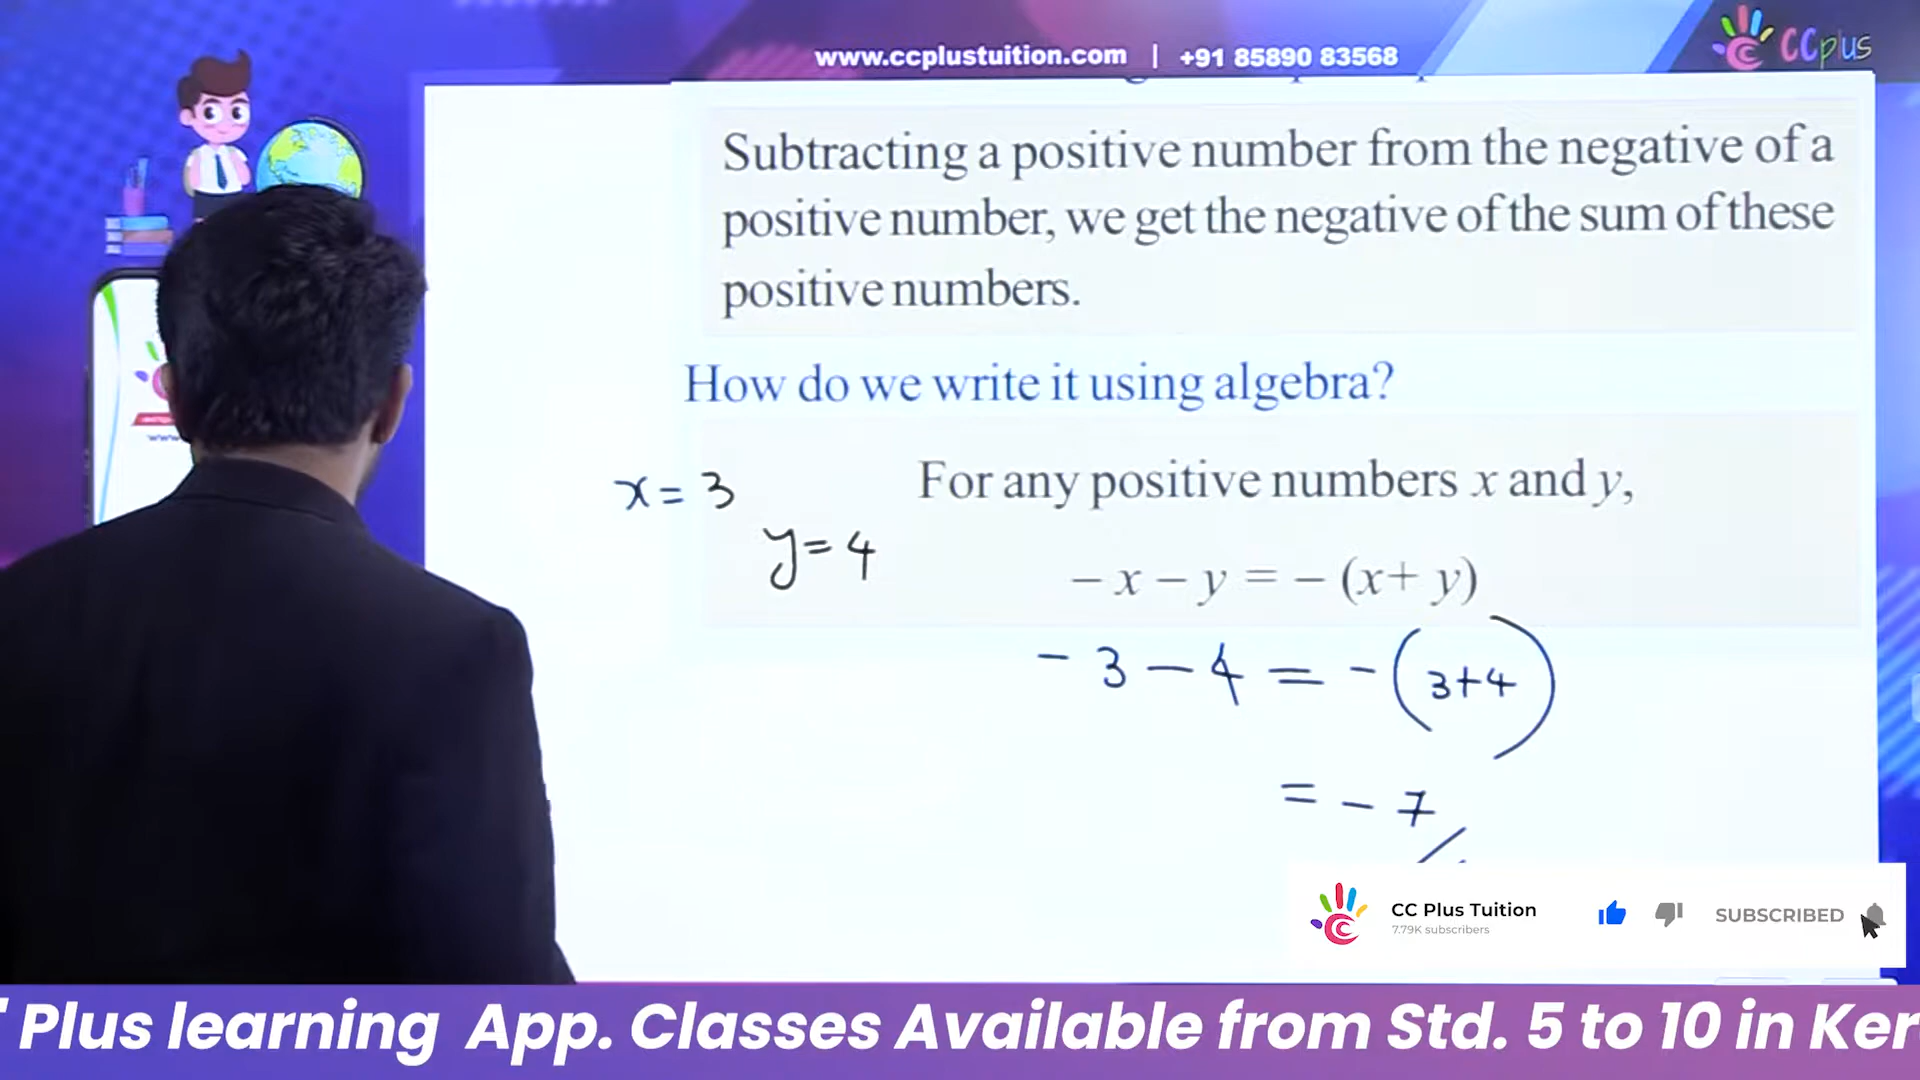 www.ccplustuition.com | +91 85890 83568
CCplus
Subtracting a positive number from the negative of a
positive number, we get the negative of the sum of these
positive numbers.
How do we write it using algebra?
x = 3
For any positive numbers x and y,
y = 4
– x – y = – (x+ y)
- 3 - 4 = - (3+4)
= - 7
CC Plus Tuition
7.79K subscribers
SUBSCRIBED
Plus learning App. Classes Available from Std. 5 to 10 in Ker